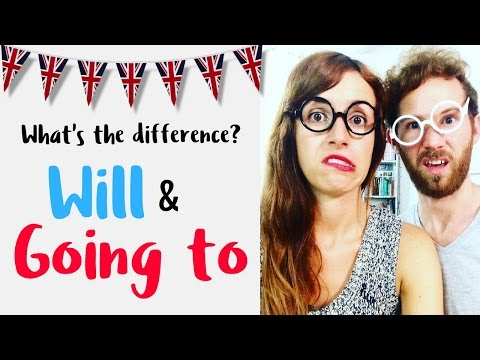 What's the difference?
Will &
Going to